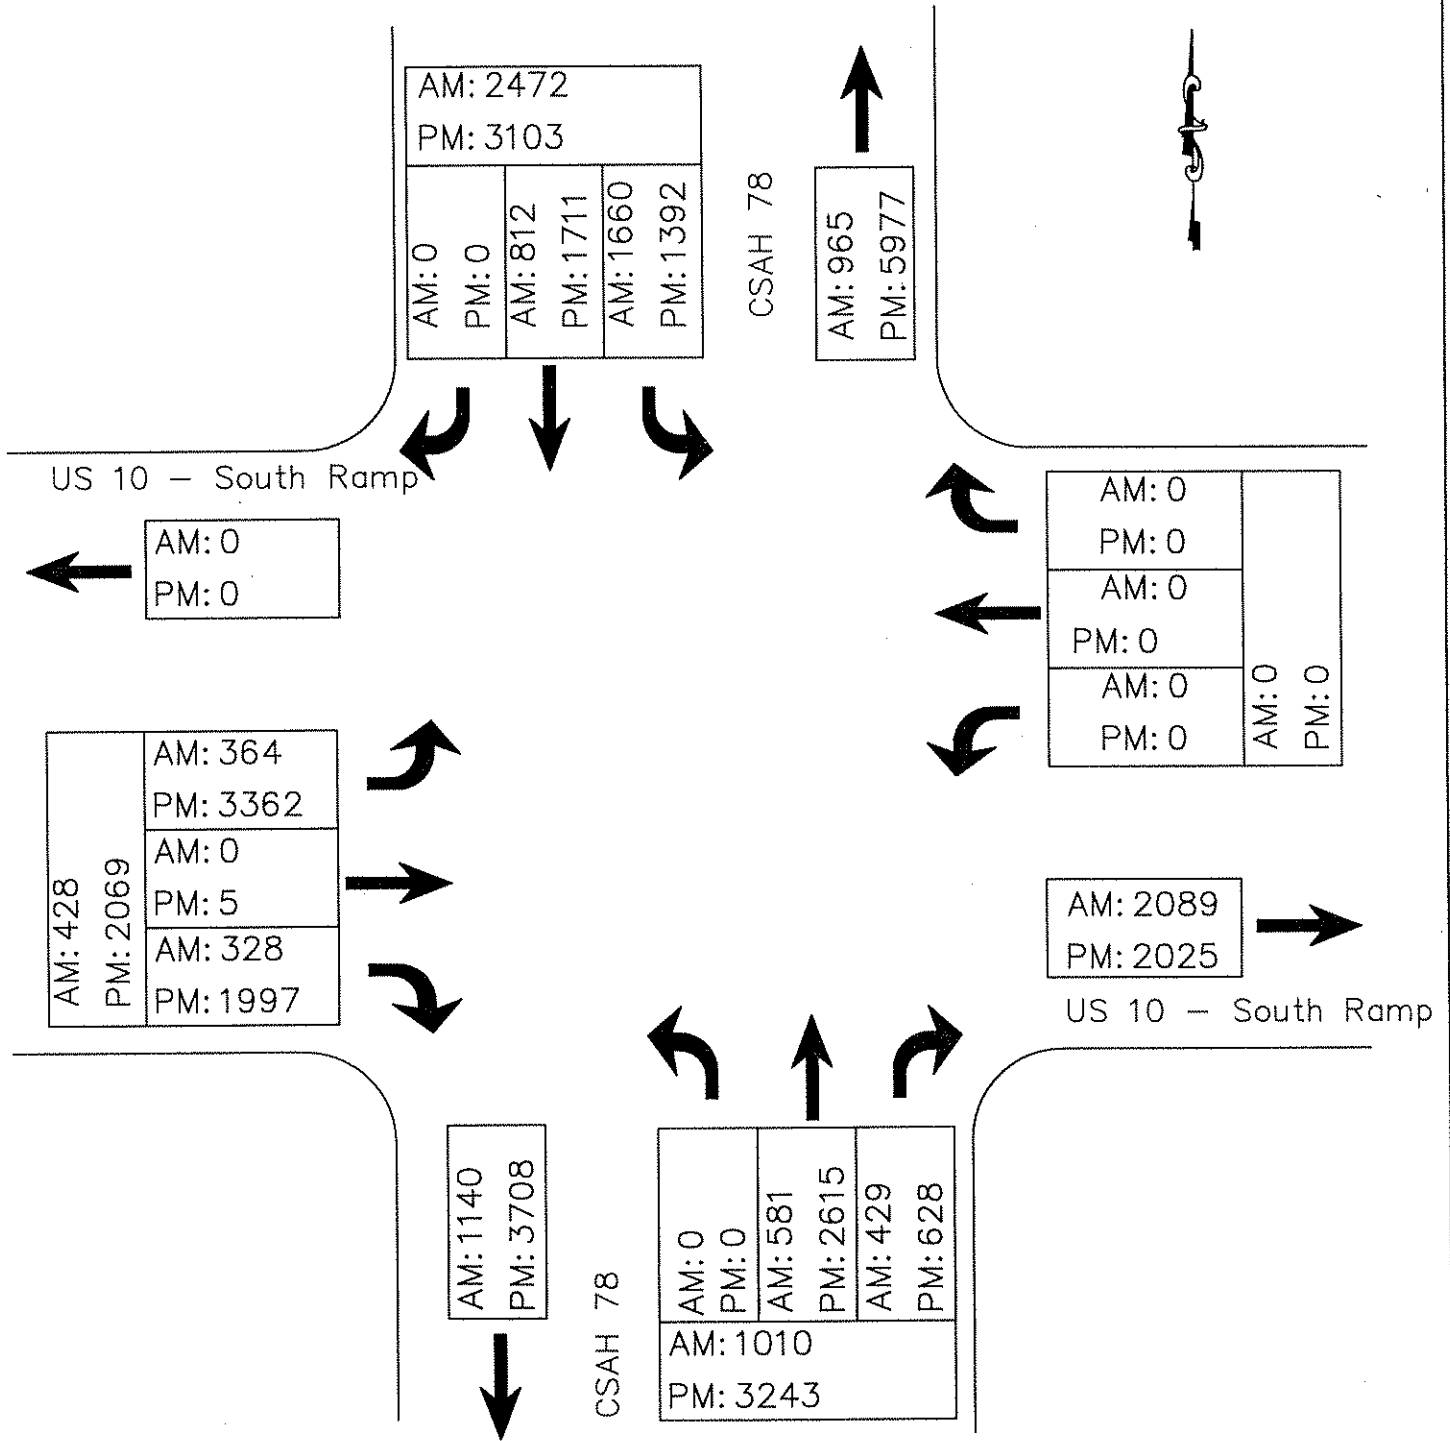 AM: 2472
PM: 3103
AM: 0
PM: 0
AM: 812
PM: 1711
AM: 1660
PM: 1392
CSAH 78
AM: 965
PM: 5977
US 10 – South Ramp
AM: 0
PM: 0
AM: 0
PM: 0
AM: 0
PM: 0
AM: 0
PM: 0
AM: 0
PM: 0
AM: 428
PM: 2069
AM: 364
PM: 3362
AM: 0
PM: 5
AM: 328
PM: 1997
AM: 2089
PM: 2025
US 10 – South Ramp
AM: 1140
PM: 3708
CSAH 78
AM: 0
PM: 0
AM: 581
PM: 2615
AM: 429
PM: 628
AM: 1010
PM: 3243